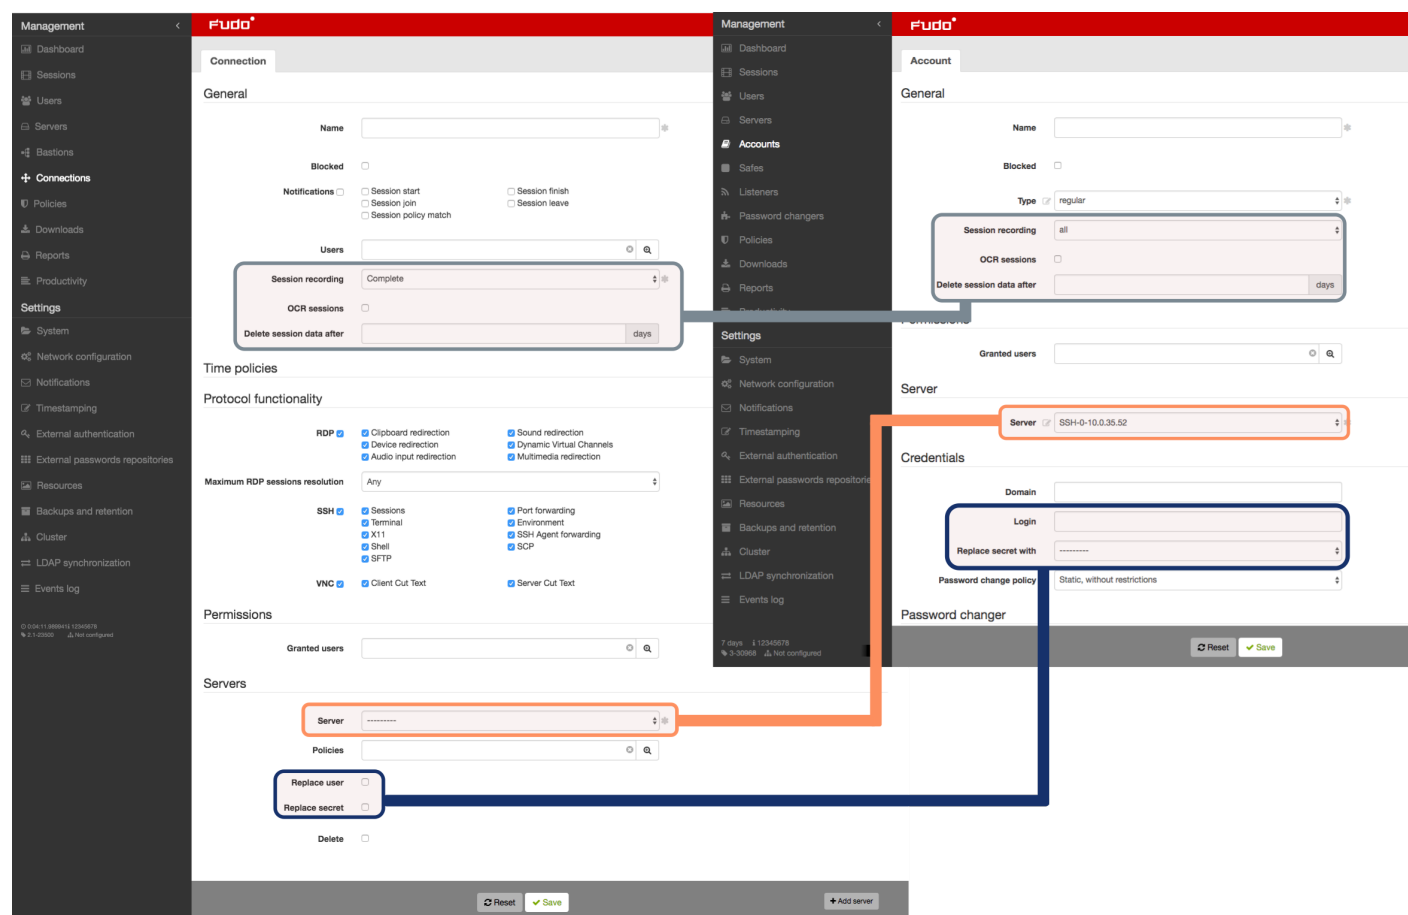 Management
Dashboard
Sessions
Users
Servers
Bastions
Connections
Policies
Downloads
Reports
Productivity
Settings
System
Network configuration
Notifications
Timestamping
External authentication
External passwords repositories
Resources
Backups and retention
Cluster
LDAP synchronization
Events log
12345678
2.1-23500 Not configured
FUDO
Connection
General
Name
Blocked
Notifications
Session start Session finish
Session join Session leave
Session policy match
Users
Session recording Complete
OCR sessions
Delete session data after days
Time policies
Protocol functionality
RDP Clipboard redirection Sound redirection
Device redirection Dynamic Virtual Channels
Audio input redirection Multimedia redirection
Maximum RDP sessions resolution Any
SSH Sessions Port forwarding
Terminal Environment
X11 SSH Agent forwarding
Shell SCP
SFTP
VNC Client Cut Text Server Cut Text
Permissions
Granted users
Servers
Server ---------
Policies
Replace user
Replace secret
Delete
Reset Save + Add server
Management
Dashboard
Sessions
Users
Servers
Accounts
Safes
Listeners
Password changers
Policies
Downloads
Reports
Productivity
Settings
System
Network configuration
Notifications
Timestamping
External authentication
External passwords repositorie
Resources
Backups and retention
Cluster
LDAP synchronization
Events log
7 days 12345678
3-30968 Not configured
FUDO
Account
General
Name
Blocked
Type regular
Session recording all
OCR sessions
Delete session data after days
Permissions
Granted users
Server
Server SSH-0-10.0.35.52
Credentials
Domain
Login
Replace secret with ---------
Password change policy Static, without restrictions
Password changer
Reset Save